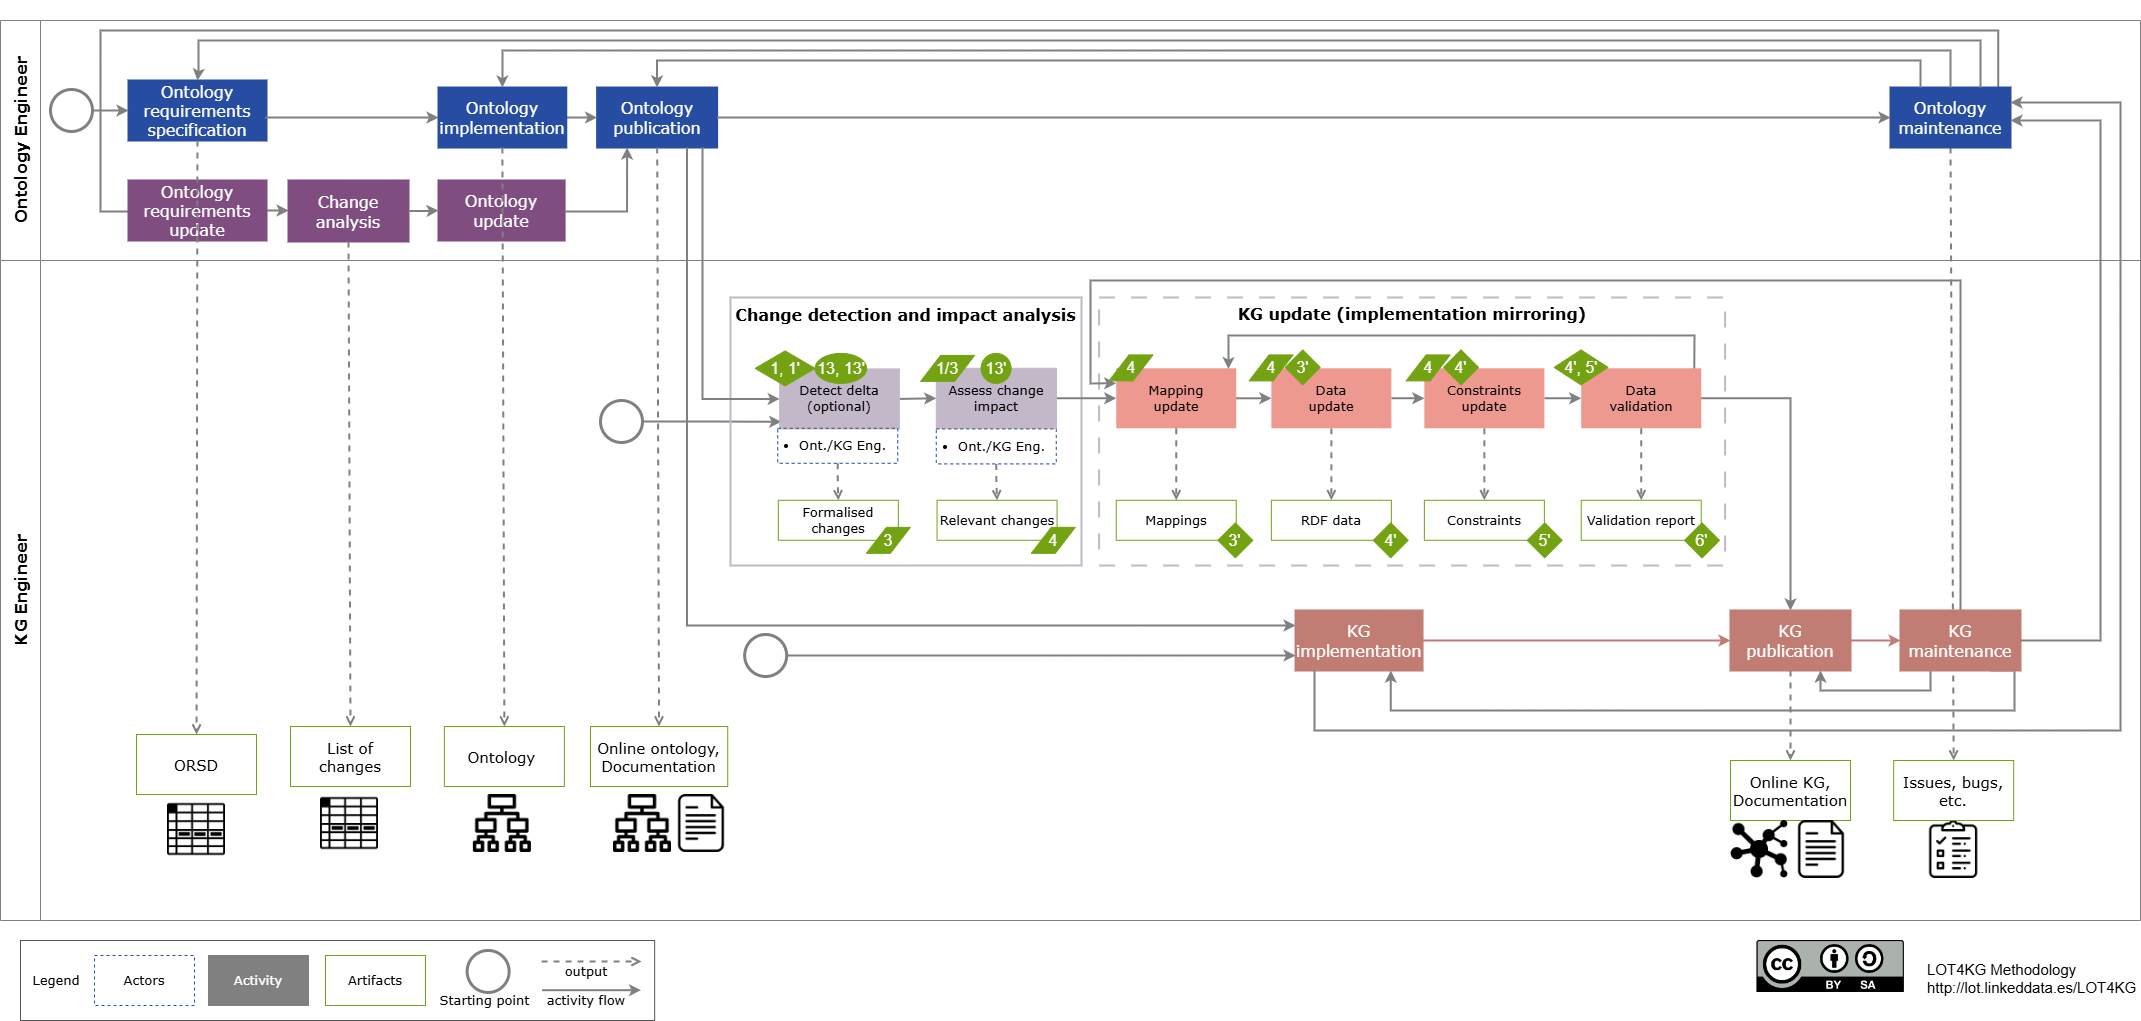 Ontology Engineer
Ontology
requirements
specification
Ontology
implementation
Ontology
publication
Ontology
maintenance
Ontology
requirements
update
Change
analysis
Ontology
update
KG Engineer
Change detection and impact analysis
KG update (implementation mirroring)
1, 1'
13, 13'
Detect delta
(optional)
1/3
13'
Assess change
impact
4
Mapping
update
4
3'
Data
update
4
4'
Constraints
update
4', 5'
Data
validation
• Ont./KG Eng.
• Ont./KG Eng.
Formalised
changes
3
Relevant changes
4
Mappings
3'
RDF data
4'
Constraints
5'
Validation report
6'
KG
implementation
KG
publication
KG
maintenance
ORSD
List of
changes
Ontology
Online ontology,
Documentation
Online KG,
Documentation
Issues, bugs,
etc.
Legend
Actors
Activity
Artifacts
Starting point
output
activity flow
cc
BY SA
LOT4KG Methodology
http://lot.linkeddata.es/LOT4KG